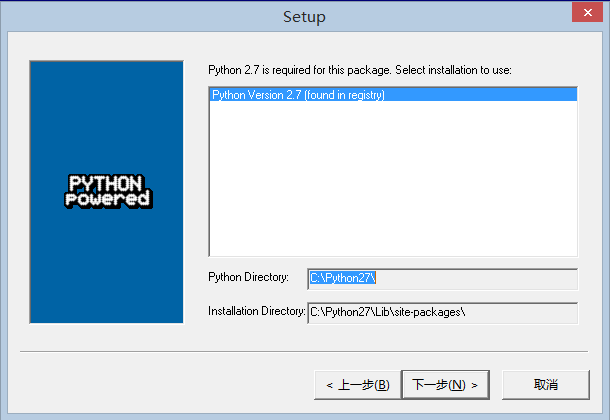 Setup
Python 2.7 is required for this package. Select installation to use:
Python Version 2.7 (found in registry)
PYTHON
powered
Python Directory: C:\Python27\
Installation Directory: C:\Python27\Lib\site-packages\
< 上一步(B) 下一步(N) > 取消